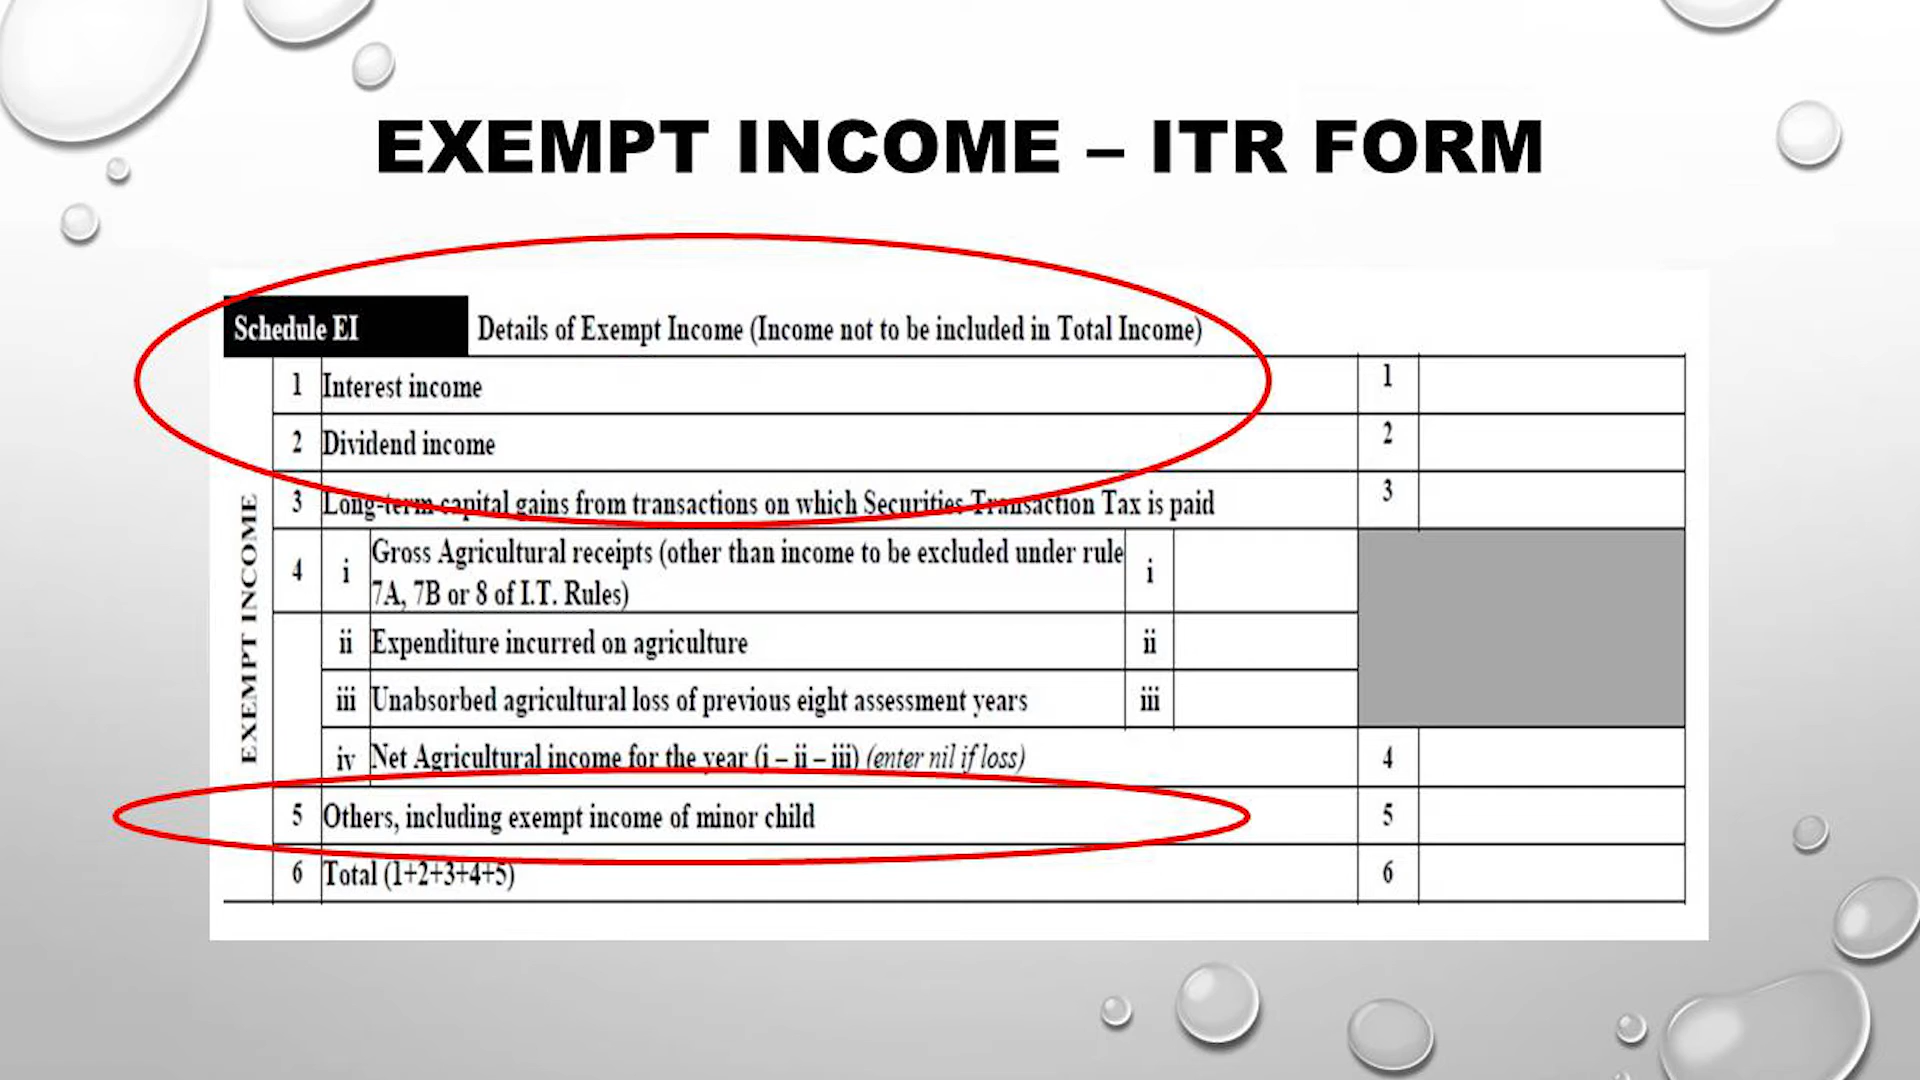 EXEMPT INCOME – ITR FORM
Schedule EI Details of Exempt Income (Income not to be included in Total Income)
EXEMPT INCOME
1 Interest income 1
2 Dividend income 2
3 Long-term capital gains from transactions on which Securities Transaction Tax is paid 3
4 i Gross Agricultural receipts (other than income to be excluded under rule
7A, 7B or 8 of I.T. Rules) i
ii Expenditure incurred on agriculture ii
iii Unabsorbed agricultural loss of previous eight assessment years iii
iv Net Agricultural income for the year (i – ii – iii) (enter nil if loss) 4
5 Others, including exempt income of minor child 5
6 Total (1+2+3+4+5) 6